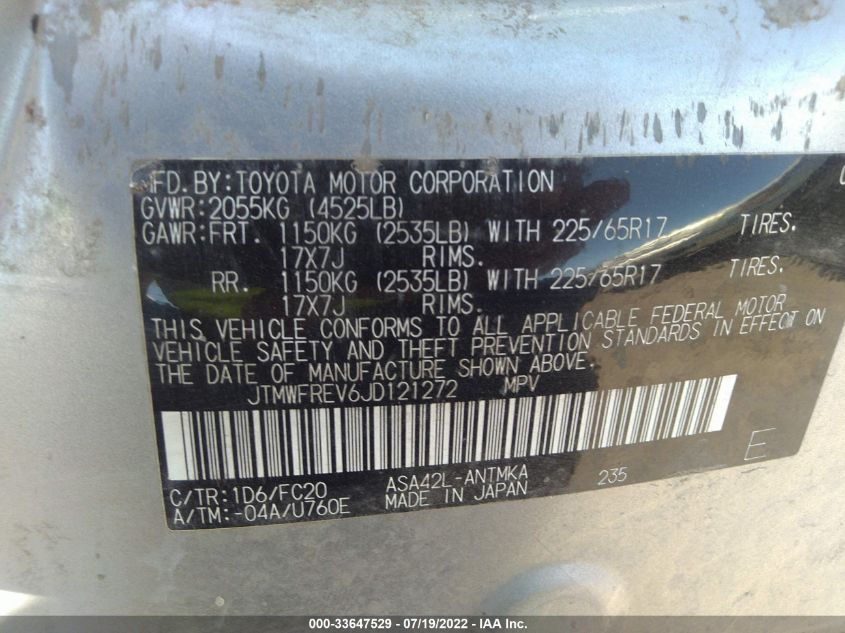 MFD.BY:TOYOTA MOTOR CORPORATION
GVWR:2055KG (4525LB)
GAWR:FRT. 1150KG (2535LB) WITH 225/65R17 TIRES.
17X7J RIMS.
RR. 1150KG (2535LB) WITH 225/65R17 TIRES.
17X7J RIMS.
THIS VEHICLE CONFORMS TO ALL APPLICABLE FEDERAL MOTOR
VEHICLE SAFETY AND THEFT PREVENTION STANDARDS IN EFFECT ON
THE DATE OF MANUFACTURE SHOWN ABOVE.
JTMWFREV6JD121272 MPV
C/TR:1D6/FC20 ASA42L-ANTMKA 235 E
A/TM:-04A/U760E MADE IN JAPAN
000-33647529 - 07/19/2022 - IAA Inc.